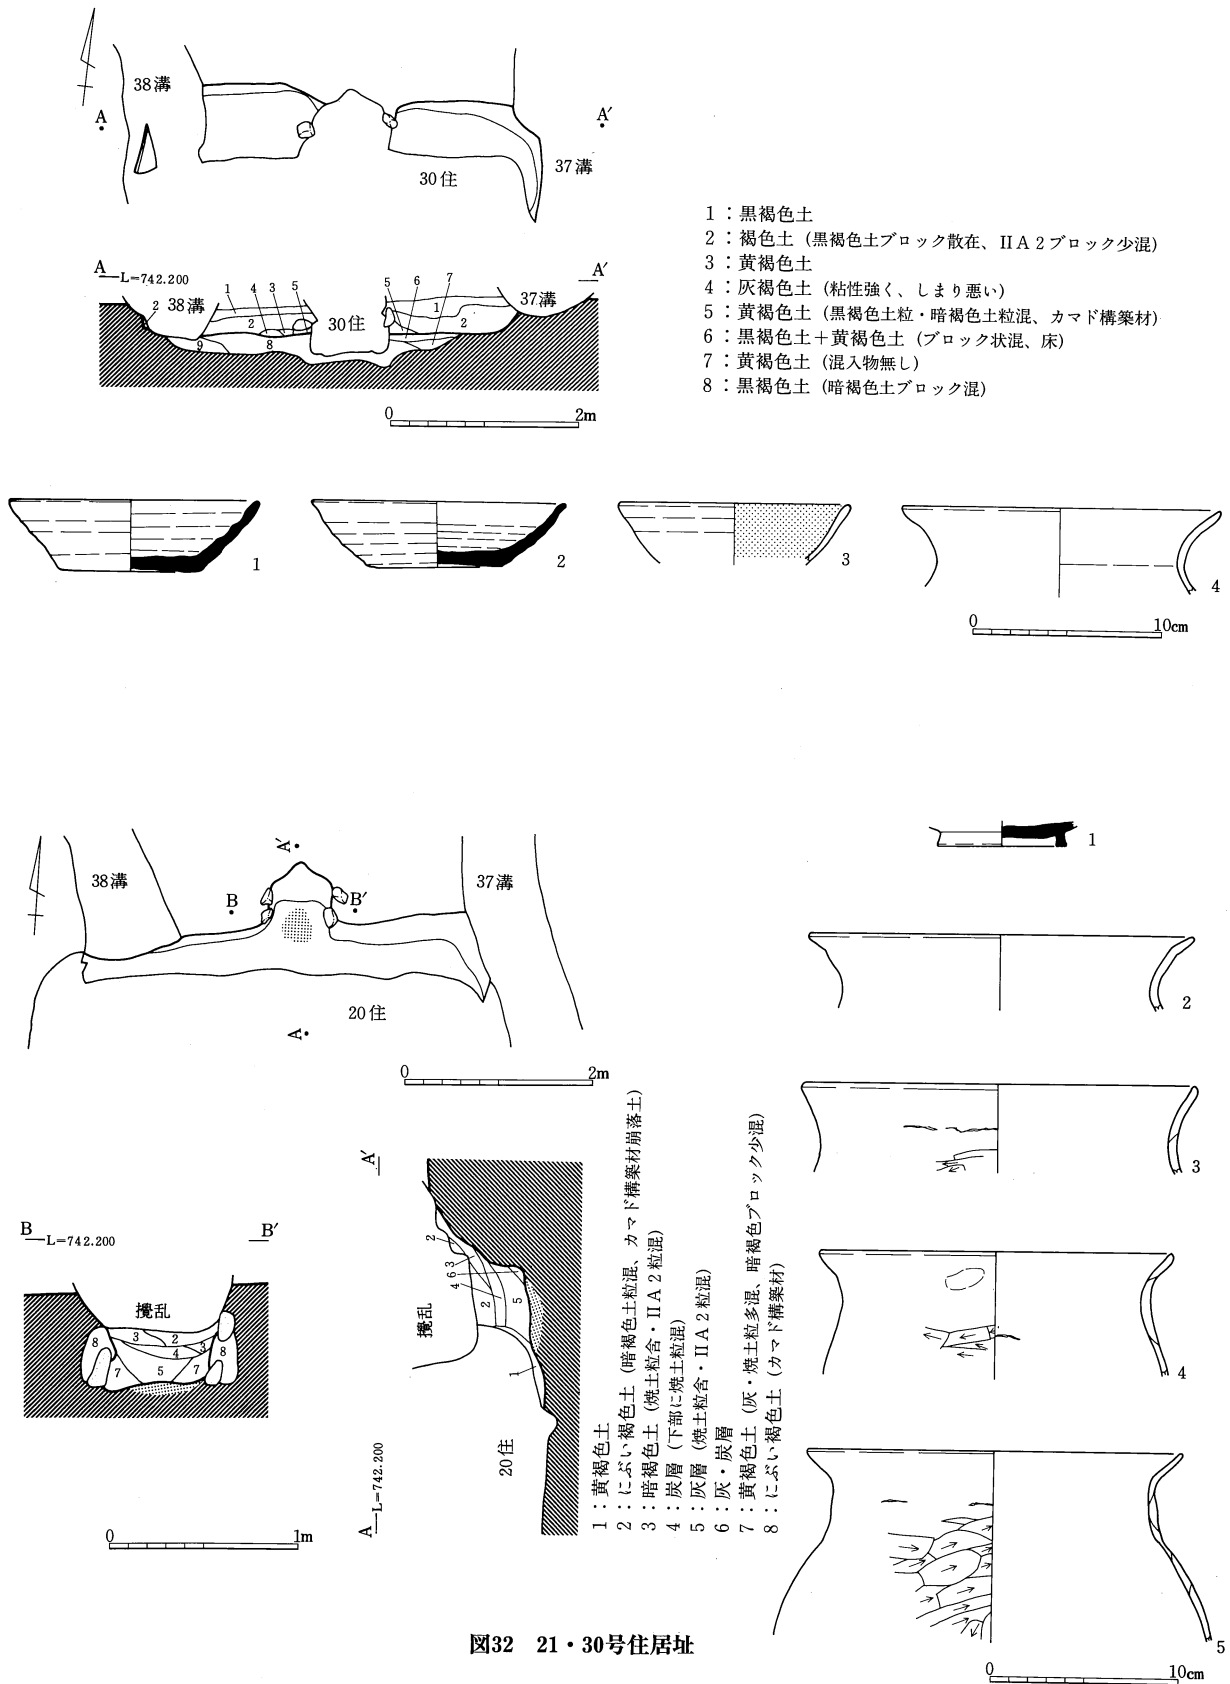 38溝
A
A′
37溝
30住
1：黒褐色土
2：褐色土（黒褐色土ブロック散在、ⅡA2ブロック少混）
3：黄褐色土
4：灰褐色土（粘性強く、しまり悪い）
5：黄褐色土（黒褐色土粒・暗褐色土粒混、カマド構築材）
6：黒褐色土＋黄褐色土（ブロック状混、床）
7：黄褐色土（混入物無し）
8：黒褐色土（暗褐色土ブロック混）
A
L=742.200
A′
1 4 3 5
5 6 7
2 38溝
30住
37溝
2
1
2
9
8
0 2m
1
2
3
4
0 10cm
1
A′
38溝
37溝
B
B′
20住
A
0 2m
2
3
4
5
0 10cm
B
L=742.200
B′
攪乱
3 2
4 3
8 8
7 5 7
0 1m
A′
2
4 6 3
2
5
攪乱
1
20住
A
L=742.200
1：黄褐色土
2：にぶい褐色土（暗褐色土粒混、カマド構築材崩落土）
3：暗褐色土（焼土粒含・ⅡA2粒混）
4：炭層（下部に焼土粒混）
5：灰層（焼土粒含・ⅡA2粒混）
6：灰・炭層
7：黄褐色土（灰・焼土粒多混、暗褐色ブロック少混）
8：にぶい褐色土（カマド構築材）
図32　21・30号住居址